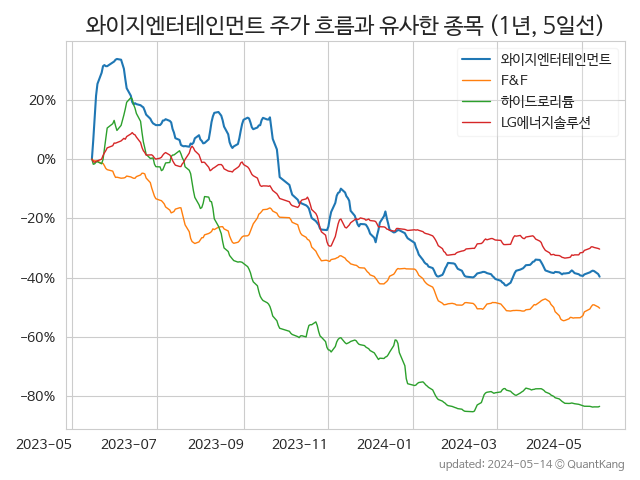 와이지엔터테인먼트 주가 흐름과 유사한 종목 (1년, 5일선)
와이지엔터테인먼트
F&F
하이드로리튬
LG에너지솔루션
20%
0%
−20%
−40%
−60%
−80%
2023-05 2023-07 2023-09 2023-11 2024-01 2024-03 2024-05
updated: 2024-05-14 © QuantKang